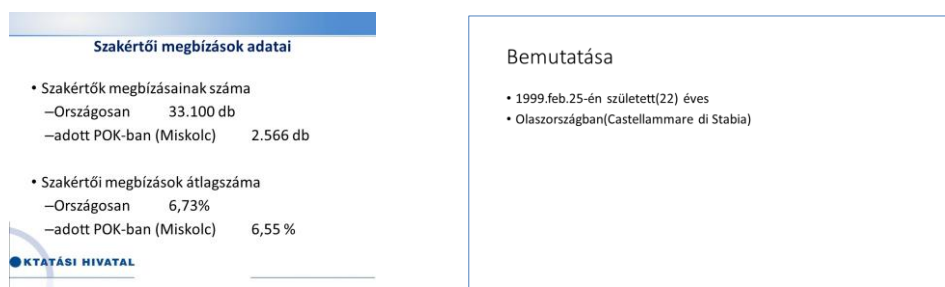 Szakértői megbízások adatai
• Szakértők megbízásainak száma
–Országosan 33.100 db
–adott POK-ban (Miskolc) 2.566 db
• Szakértői megbízások átlagszáma
–Országosan 6,73%
–adott POK-ban (Miskolc) 6,55 %
KTATÁSI HIVATAL
Bemutatása
• 1999.feb.25-én született(22) éves
• Olaszországban(Castellammare di Stabia)